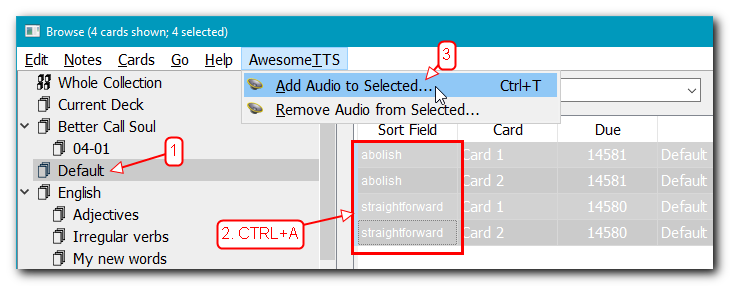 Browse (4 cards shown; 4 selected)
Edit Notes Cards Go Help AwesomeTTS
3
Add Audio to Selected... Ctrl+T
Remove Audio from Selected...
Whole Collection
Current Deck
Better Call Soul
04-01
Default
1
English
Adjectives
Irregular verbs
My new words
2. CTRL+A
Sort Field Card Due
abolish Card 1 14581 Default
abolish Card 2 14581 Default
straightforward Card 1 14580 Default
straightforward Card 2 14580 Default